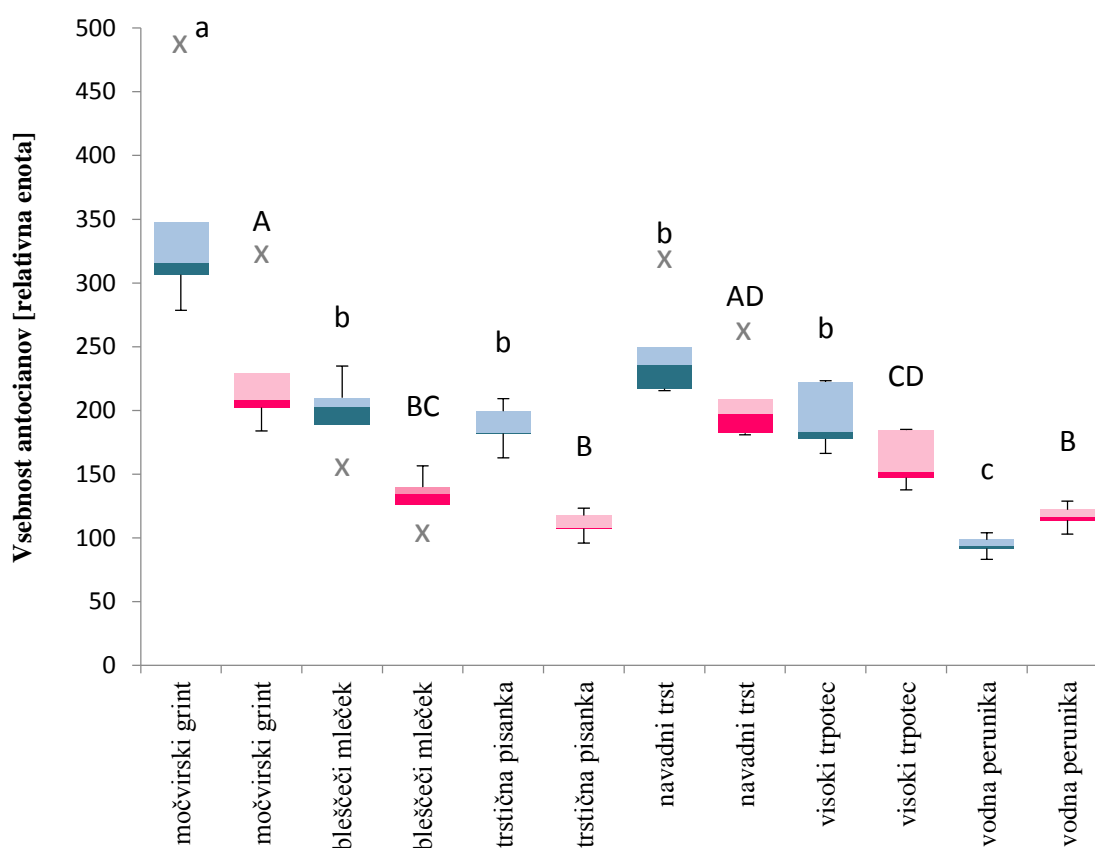 Vsebnost antocianov [relativna enota]
500
450
400
350
300
250
200
150
100
50
0
x a
A
x
b
x
BC
x
b
B
b
x
AD
x
b
CD
c
B
močvirski grint
močvirski grint
bleščeči mleček
bleščeči mleček
trstična pisanka
trstična pisanka
navadni trst
navadni trst
visoki trpotec
visoki trpotec
vodna perunika
vodna perunika